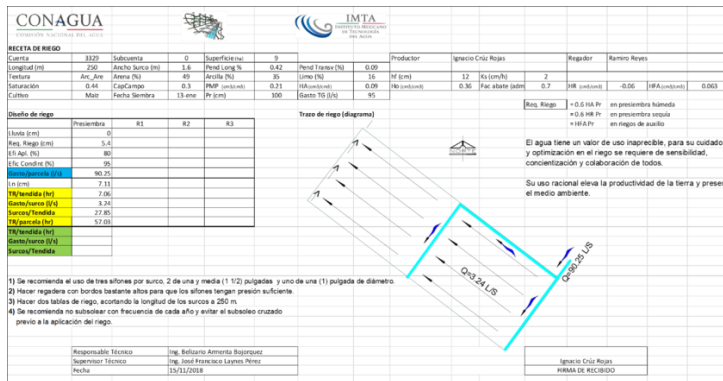 CONAGUA
COMISIÓN NACIONAL DEL AGUA
IMTA
INSTITUTO MEXICANO DE TECNOLOGÍA DEL AGUA
RECETA DE RIEGO
Cuenta 3329 Subcuenta 0 Superficie (ha) 9 Productor Ignacio Crúz Rojas Regador Ramiro Reyes
Longitud (m) 250 Ancho Surco (m) 1.6 Pend Long % 0.42 Pend Transv (%) 0.09
Textura Arc_Are Arena (%) 49 Arcilla (%) 35 Limo (%) 16 hf (cm) 12 Ks (cm/h) 2
Saturación 0.44 CapCampo 0.3 PMP (cm3/cm3) 0.21 HA (cm3/cm3) 0.09 Ho (cm3/cm3) 0.36 Fac abate (adm 0.7 HR (cm3/cm3) -0.06 HFA (cm3/cm3) 0.063
Cultivo Maíz Fecha Siembra 13-ene Pr (cm) 100 Gasto TG (l/s) 95
Req. Riego = 0.6 HA Pr en presiembra húmeda
= 0.6 HR Pr en presiembra sequía
= HFA Pr en riegos de auxilio
Diseño de riego
Trazo de riego (diagrama)
Presiembra R1 R2 R3
Lluvia (cm) 0
Req. Riego (cm) 5.4
Efi Apl. (%) 80
Efic Condint (%) 95
Gasto/parcela (l/s) 90.25
Ln (cm) 7.11
TR/tendida (hr) 7.06
Gasto/surco (l/s) 3.24
Surcos/Tendida 27.85
TR/parcela (hr) 57.03
TR/tendida (hr)
Gasto/surco (l/s)
Surcos/Tendida
El agua tiene un valor de uso inaprecible, para su cuidado
y optimización en el riego se requiere de sensibilidad,
concientización y colaboración de todos.
Su uso racional eleva la productividad de la tierra y preser
el medio ambiente.
Q=3.24 L/S
Q=90.25 L/S
1) Se recomienda el uso de tres sifones por surco, 2 de una y media (1 1/2) pulgadas y uno de una (1) pulgada de diámetro.
2) Hacer regadera con bordos bastante altos para que los sifones tengan presión suficiente.
3) Hacer dos tablas de riego, acortando la longitud de los surcos a 250 m.
4) Se recomienda no subsolear con frecuencia de cada año y evitar el subsoleo cruzado
previo a la aplicación del riego.
Responsable Técnico Ing. Belizario Armenta Bojorquez
Supervisor Técnico Ing. José Francisco Laynes Pérez Ignacio Crúz Rojas
Fecha 15/11/2018 FIRMA DE RECIBIDO